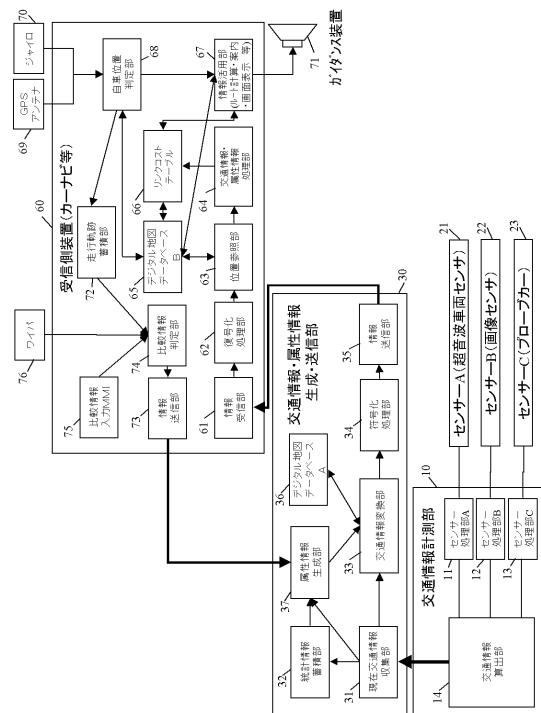 交通情報計測部
10
交通情報
算出部
14
センサー
処理部A
11
センサー
処理部B
12
センサー
処理部C
13
センサーA(超音波車両センサ)
21
センサーB(画像センサ)
22
センサーC(プローブカー)
23
交通情報・属性情報
生成・送信部
30
現在交通情報
収集部
31
統計情報
蓄積部
32
属性情報
生成部
37
交通情報変換部
33
デジタル地図
データベース
A
36
符号化
処理部
34
情報
送信部
35
受信側装置(カーナビ等)
60
情報
受信部
61
復号化
処理部
62
位置参照部
63
交通情報・
属性情報
処理部
64
デジタル地図
データベース
B
65
リンクコスト
テーブル
66
情報活用部
(ルート計算・案内
・画面表示 等)
67
自車位置
判定部
68
GPS
アンテナ
69
ジャイロ
70
71
ガイダンス装置
走行軌跡
蓄積部
72
情報
送信部
73
比較情報
判定部
74
比較情報
入力MMI
75
ワイパ
76